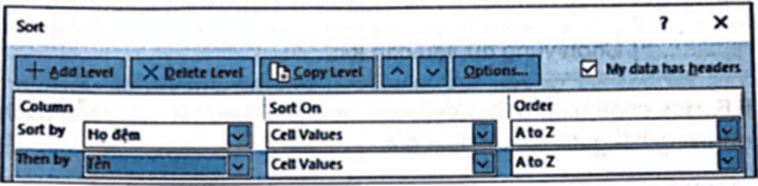 Sort ? ×
Add Level Delete Level Copy Level Options... My data has headers
Column Sort On Order
Sort by Họ đệm Cell Values A to Z
Then by Tên Cell Values A to Z